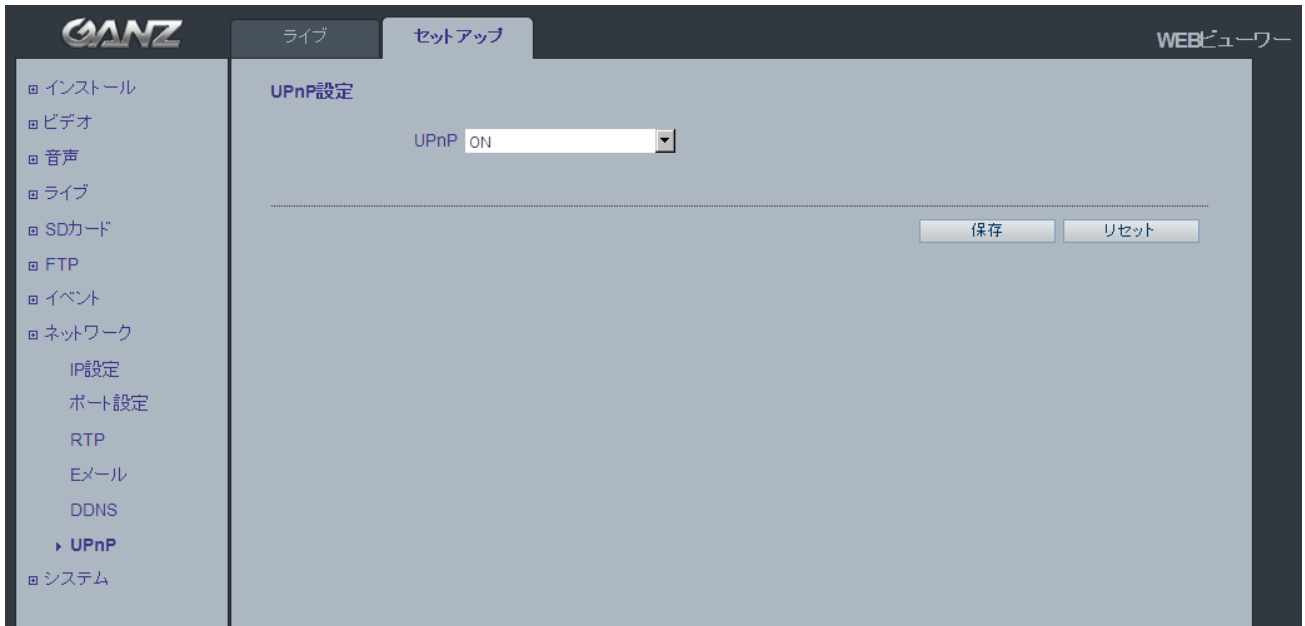 GANZ
ライブ
セットアップ
WEBビューワー
インストール
ビデオ
音声
ライブ
SDカード
FTP
イベント
ネットワーク
IP設定
ポート設定
RTP
Eメール
DDNS
UPnP
システム
UPnP設定
UPnP ON
保存
リセット